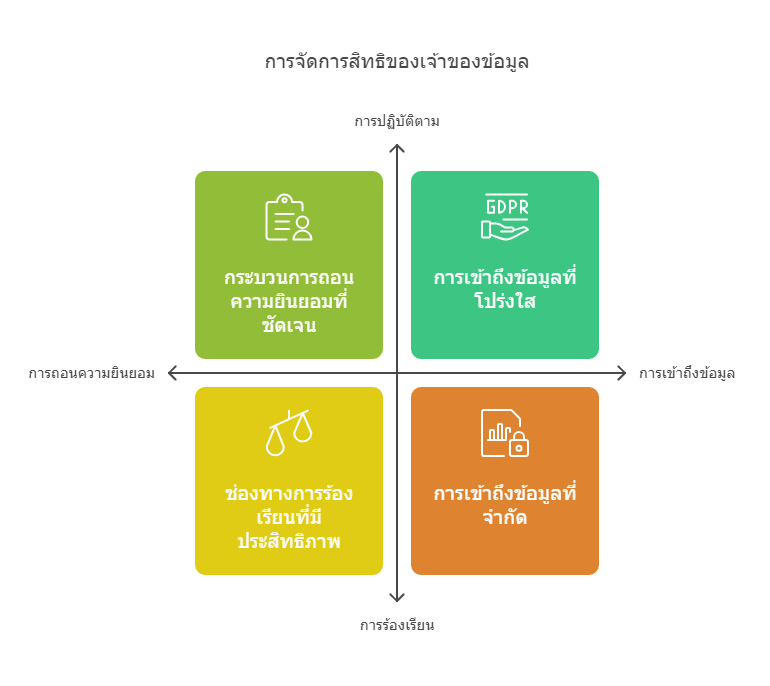 การจัดการสิทธิของเจ้าของข้อมูล
การปฏิบัติตาม
GDPR
กระบวนการถอน
ความยินยอมที่
ชัดเจน
การเข้าถึงข้อมูลที่
โปร่งใส
การถอนความยินยอม
การเข้าถึงข้อมูล
ช่องทางการร้อง
เรียนที่มี
ประสิทธิภาพ
การเข้าถึงข้อมูลที่
จำกัด
การร้องเรียน